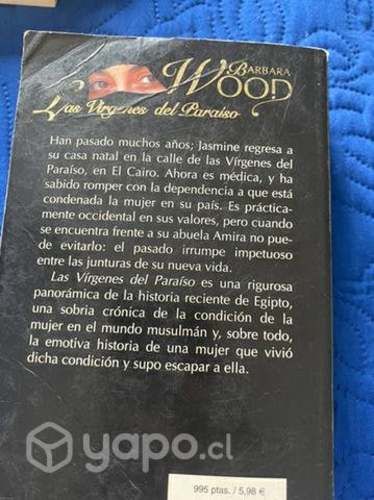 BARBARA
WOOD
Las Vírgenes del Paraíso
Han pasado muchos años; Jasmine regresa a
su casa natal en la calle de las Vírgenes del
Paraíso, en El Cairo. Ahora es médica, y ha
sabido romper con la dependencia a que está
condenada la mujer en su país. Es práctica-
mente occidental en sus valores, pero cuando
se encuentra frente a su abuela Amira no pue-
de evitarlo: el pasado irrumpe impetuoso
entre las junturas de su nueva vida.
Las Vírgenes del Paraíso es una rigurosa
panorámica de la historia reciente de Egipto,
una sobria crónica de la condición de la
mujer en el mundo musulmán y, sobre todo,
la emotiva historia de una mujer que vivió
dicha condición y supo escapar a ella.
yapo.cl
995 ptas. / 5,98 €